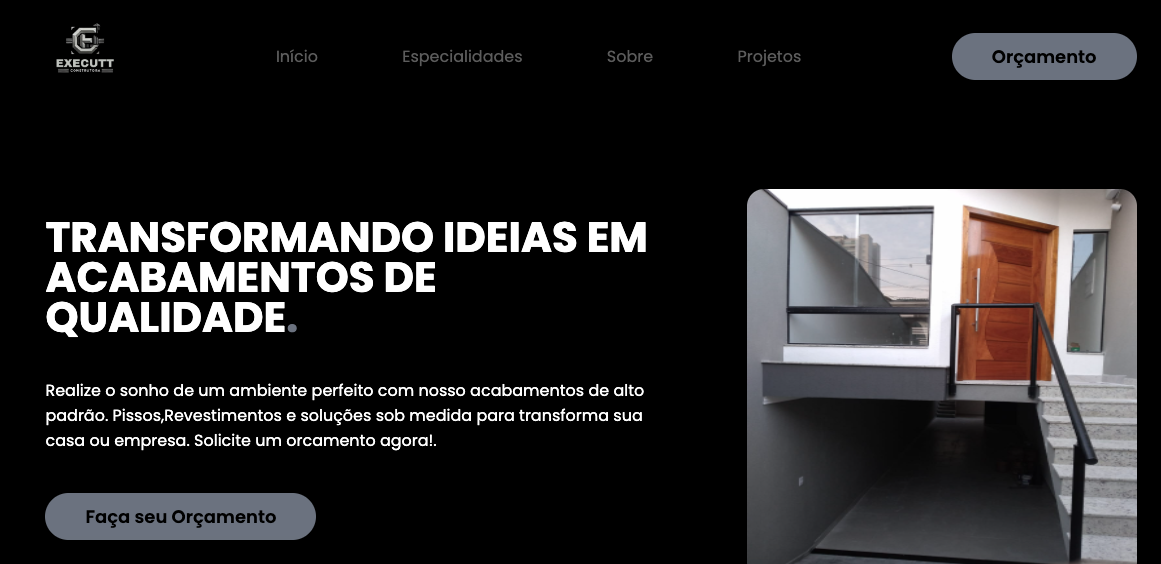 EXECUTT
CONSTRUTORA
Início
Especialidades
Sobre
Projetos
Orçamento
TRANSFORMANDO IDEIAS EM
ACABAMENTOS DE
QUALIDADE.
Realize o sonho de um ambiente perfeito com nosso acabamentos de alto
padrão. Pissos,Revestimentos e soluções sob medida para transforma sua
casa ou empresa. Solicite um orcamento agora!.
Faça seu Orçamento